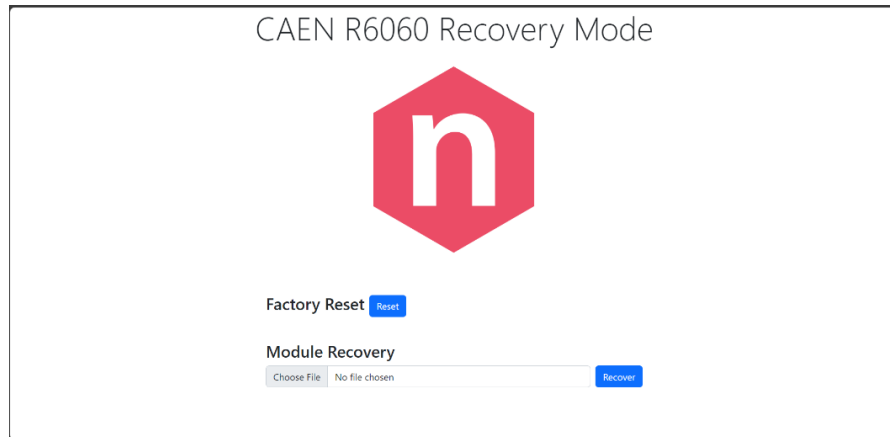 CAEN R6060 Recovery Mode
n
Factory Reset Reset
Module Recovery
Choose File No file chosen Recover